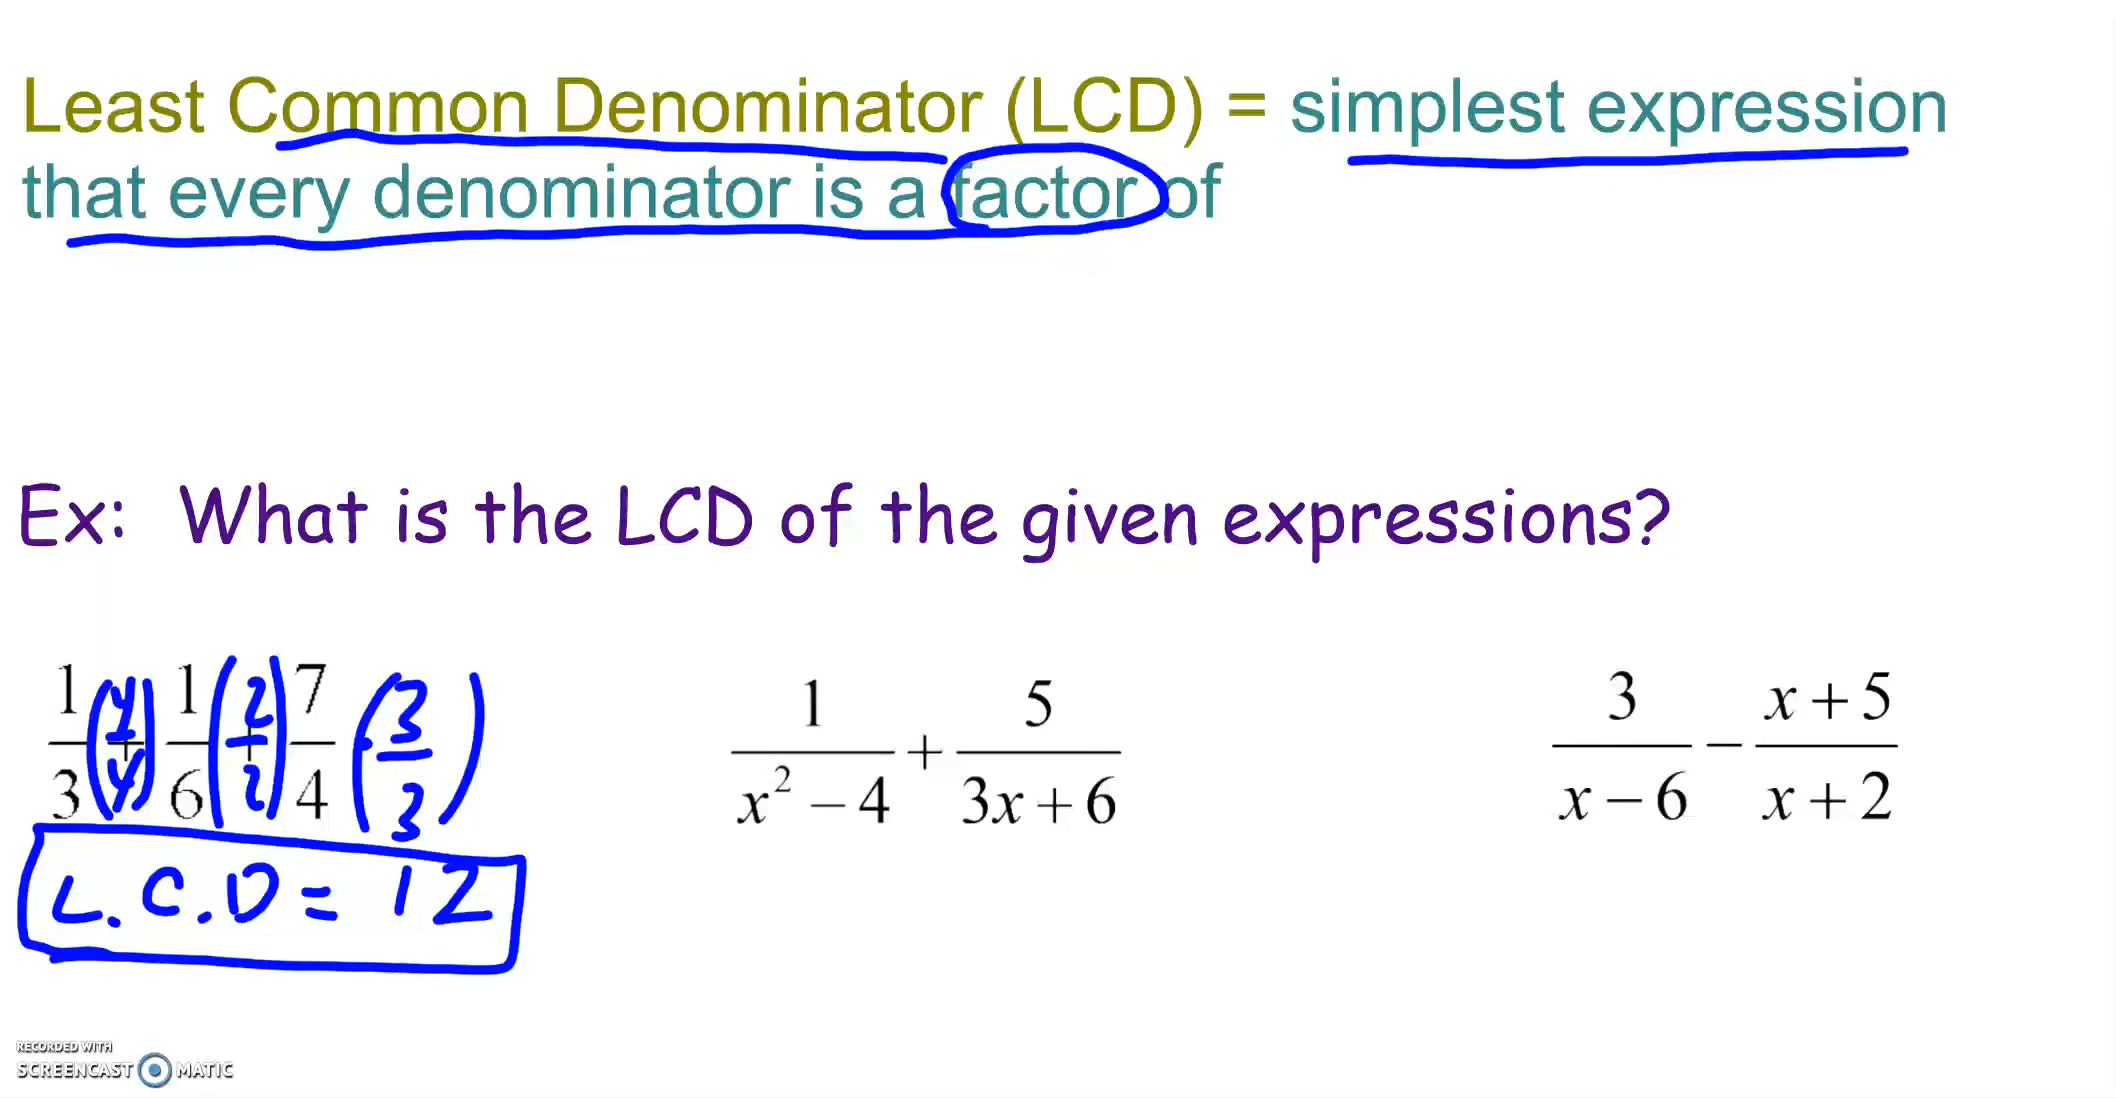 Least Common Denominator (LCD) = simplest expression
that every denominator is a factor of
Ex: What is the LCD of the given expressions?
1/3 (4/4) + 1/6 (2/2) + 7/4 (3/3)
L.C.D = 12
1/(x² − 4) + 5/(3x + 6)
3/(x − 6) − (x + 5)/(x + 2)
RECORDED WITH
SCREENCAST MATIC